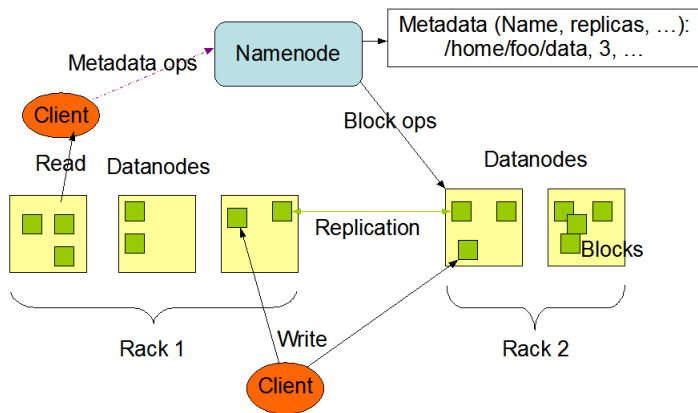 Metadata (Name, replicas, …):
/home/foo/data, 3, …
Namenode
Metadata ops
Client
Block ops
Read
Datanodes
Datanodes
Replication
Blocks
Rack 1
Write
Rack 2
Client